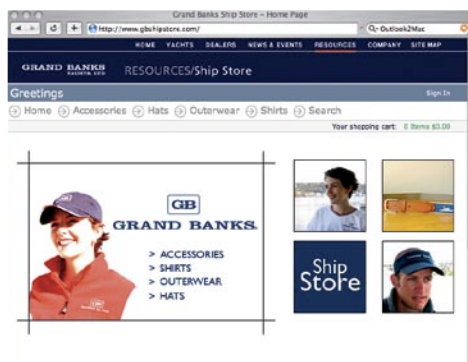 Grand Banks Ship Store – Home Page
http://www.gbshipstore.com/
Q- Outlook2Mac
HOME YACHTS DEALERS NEWS & EVENTS RESOURCES COMPANY SITE MAP
GRAND BANKS
YACHTS, LTD
RESOURCES/Ship Store
Greetings
Sign In
Home Accessories Hats Outerwear Shirts Search
Your shopping cart: 0 Items $0.00
GB
GRAND BANKS
> ACCESSORIES
> SHIRTS
> OUTERWEAR
> HATS
Ship
Store